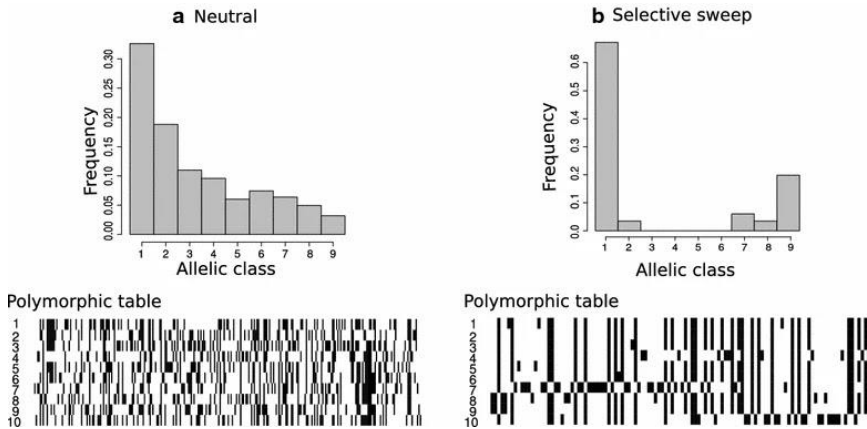 a Neutral
Frequency
0.00 0.05 0.10 0.15 0.20 0.25 0.30
1 2 3 4 5 6 7 8 9
Allelic class
Polymorphic table
1
2
3
4
5
6
7
8
9
10
b Selective sweep
Frequency
0.0 0.1 0.2 0.3 0.4 0.5 0.6
1 2 3 4 5 6 7 8 9
Allelic class
Polymorphic table
1
2
3
4
5
6
7
8
9
10